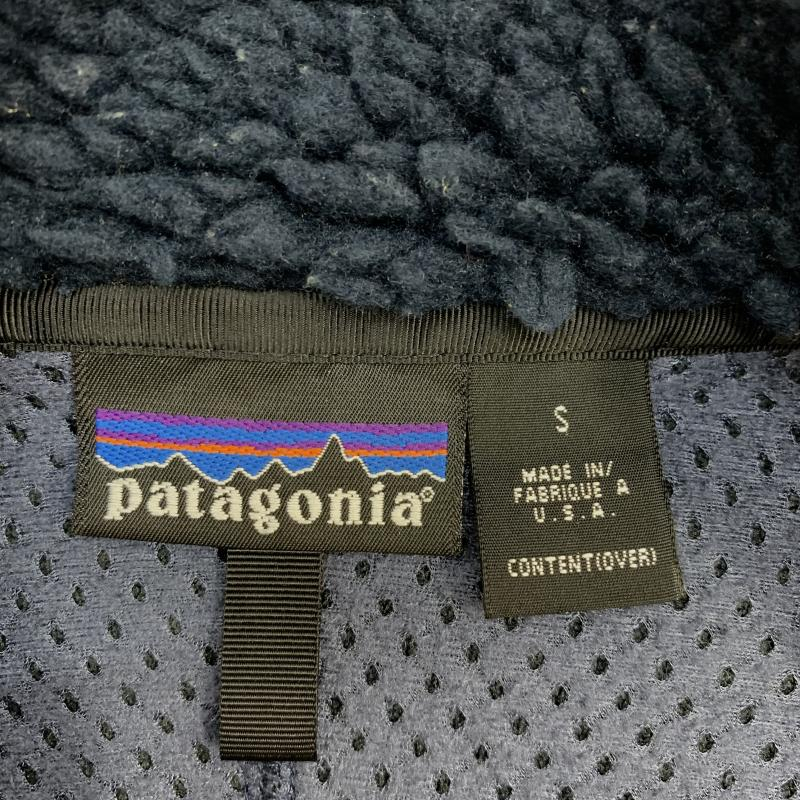 patagonia®
S
MADE IN/
FABRIQUE A
U.S.A.
CONTENT(OVER)